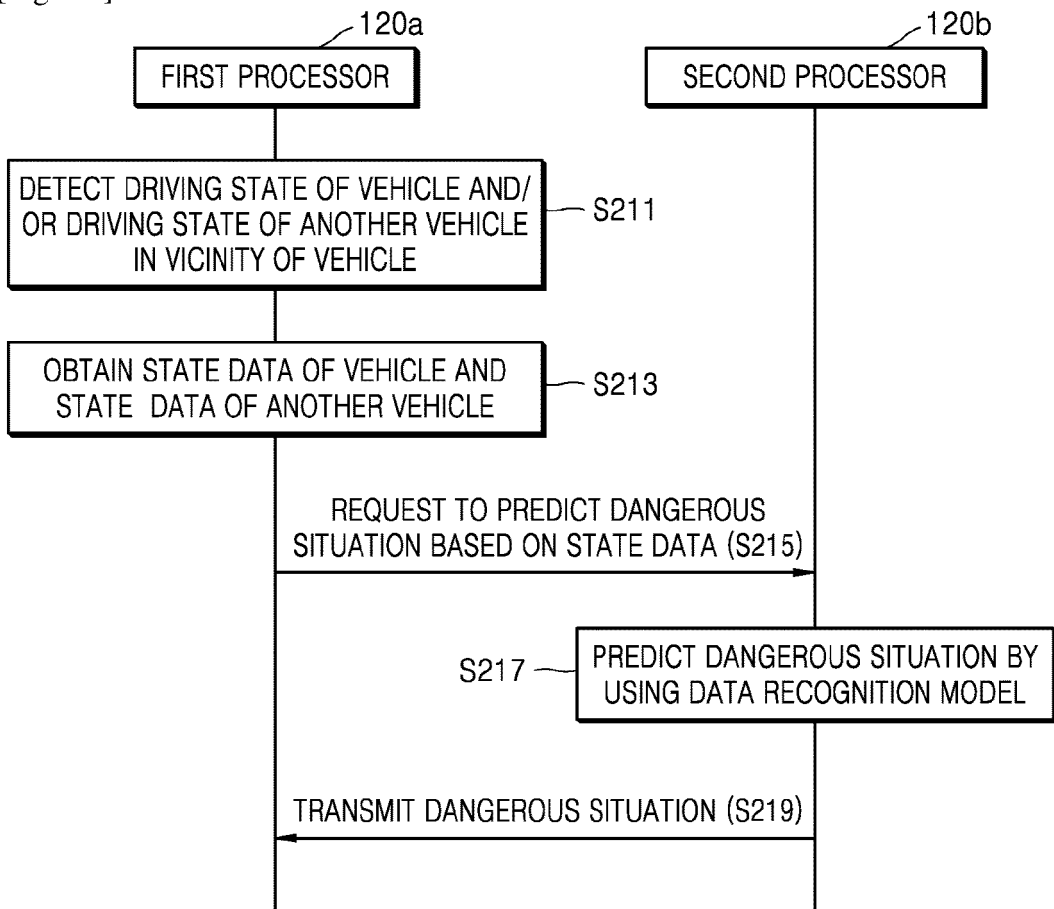 120a
120b
FIRST PROCESSOR
SECOND PROCESSOR
DETECT DRIVING STATE OF VEHICLE AND/
OR DRIVING STATE OF ANOTHER VEHICLE
IN VICINITY OF VEHICLE
S211
OBTAIN STATE DATA OF VEHICLE AND
STATE DATA OF ANOTHER VEHICLE
S213
REQUEST TO PREDICT DANGEROUS
SITUATION BASED ON STATE DATA (S215)
S217
PREDICT DANGEROUS SITUATION BY
USING DATA RECOGNITION MODEL
TRANSMIT DANGEROUS SITUATION (S219)